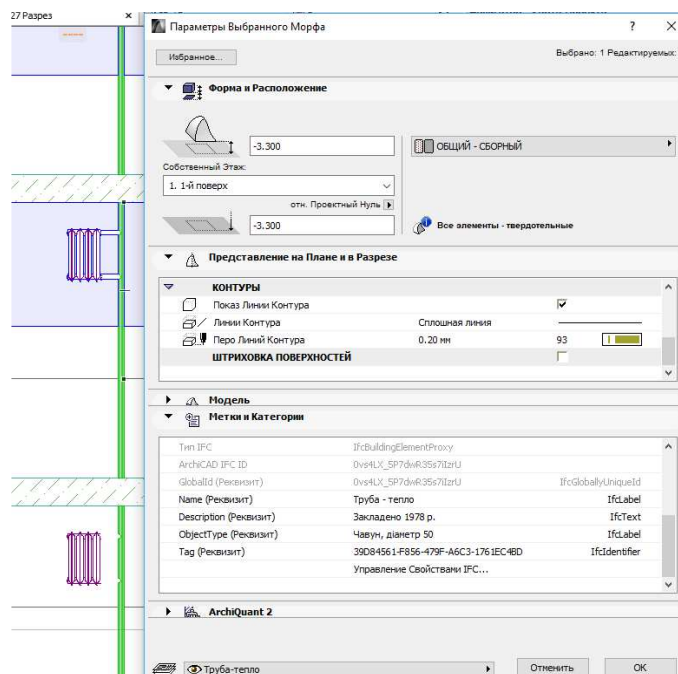 27 Разрез ×
Параметры Выбранного Морфа ? ×
Избранное...
Выбрано: 1 Редактируемых:
Форма и Расположение
-3.300
ОБЩИЙ - СБОРНЫЙ
Собственный Этаж:
1. 1-й поверх
отн. Проектный Нуль
-3.300
Все элементы - твердотельные
Представление на Плане и в Разрезе
КОНТУРЫ
Показ Линии Контура
Линии Контура Сплошная линия
Перо Линий Контура 0.20 мм 93
ШТРИХОВКА ПОВЕРХНОСТЕЙ
Модель
Метки и Категории
Тип IFC IfcBuildingElementProxy
ArchiCAD IFC ID 0vs4LX_5P7dwR35s7iIzrU
GlobalId (Реквизит) 0vs4LX_5P7dwR35s7iIzrU IfcGloballyUniqueId
Name (Реквизит) Труба - тепло IfcLabel
Description (Реквизит) Закладено 1978 р. IfcText
ObjectType (Реквизит) Чавун, діаметр 50 IfcLabel
Tag (Реквизит) 39D84561-F856-479F-A6C3-1761EC4BD IfcIdentifier
Управление Свойствами IFC...
ArchiQuant 2
Труба-тепло
Отменить
OK